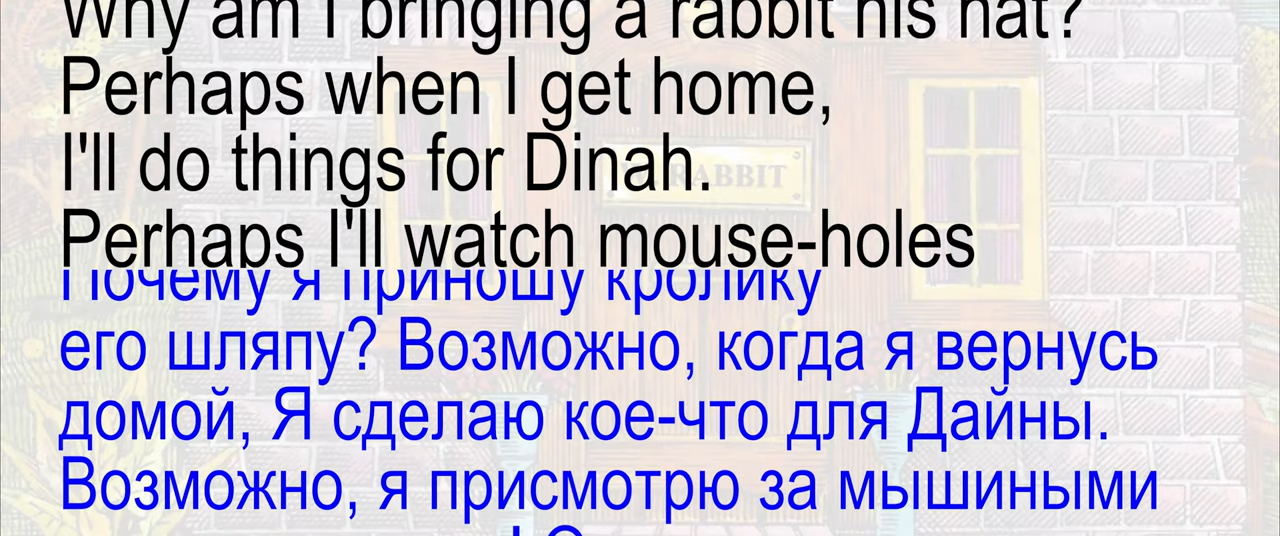 Why am I bringing a rabbit his hat?
Perhaps when I get home,
I'll do things for Dinah.
RABBIT
Perhaps I'll watch mouse-holes
Почему я приношу кролику
его шляпу? Возможно, когда я вернусь
домой, Я сделаю кое-что для Дайны.
Возможно, я присмотрю за мышиными